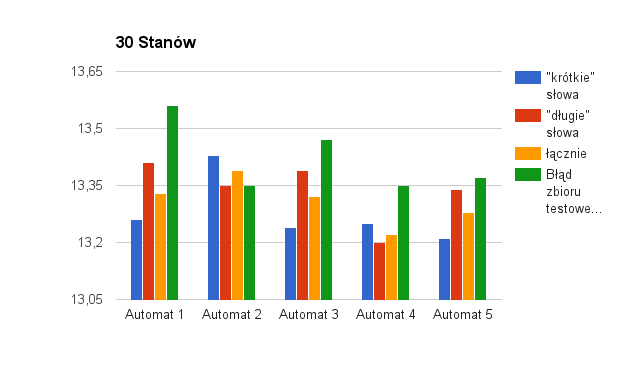 30 Stanów
13,65
13,5
13,35
13,2
13,05
Automat 1
Automat 2
Automat 3
Automat 4
Automat 5
"krótkie"
słowa
"długie"
słowa
łącznie
Błąd
zbioru
testowe...